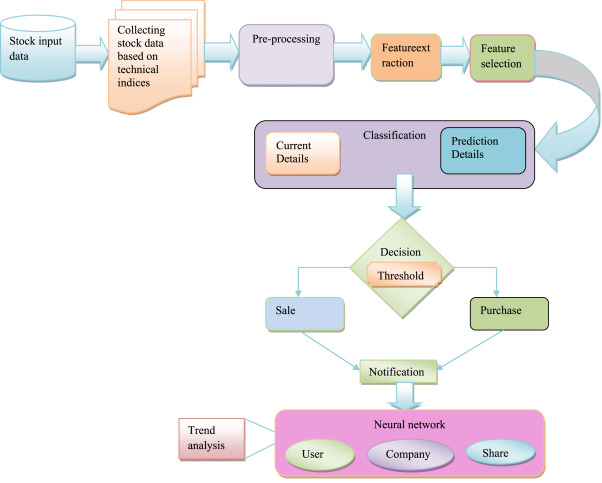 Stock input
data
Collecting
stock data
based on
technical
indices
Pre-processing
Featureext
raction
Feature
selection
Classification
Current
Details
Prediction
Details
Decision
Threshold
Sale
Purchase
Notification
Neural network
Trend
analysis
User
Company
Share